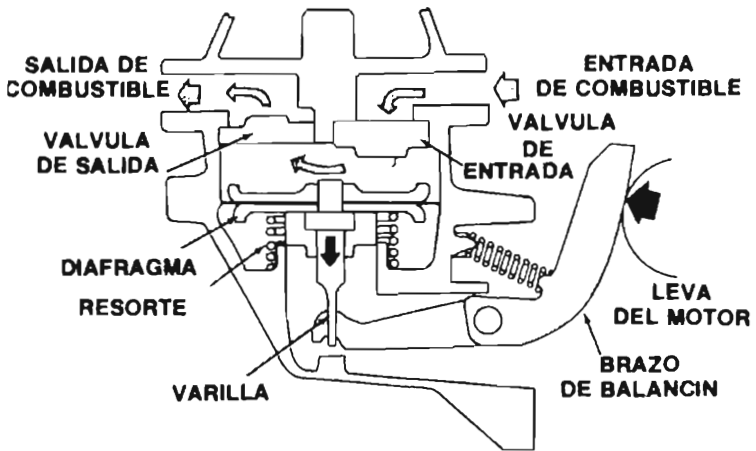 SALIDA DE
COMBUSTIBLE
ENTRADA
DE COMBUSTIBLE
VALVULA
DE SALIDA
VALVULA
DE
ENTRADA
DIAFRAGMA
RESORTE
VARILLA
LEVA
DEL MOTOR
BRAZO
DE BALANCIN